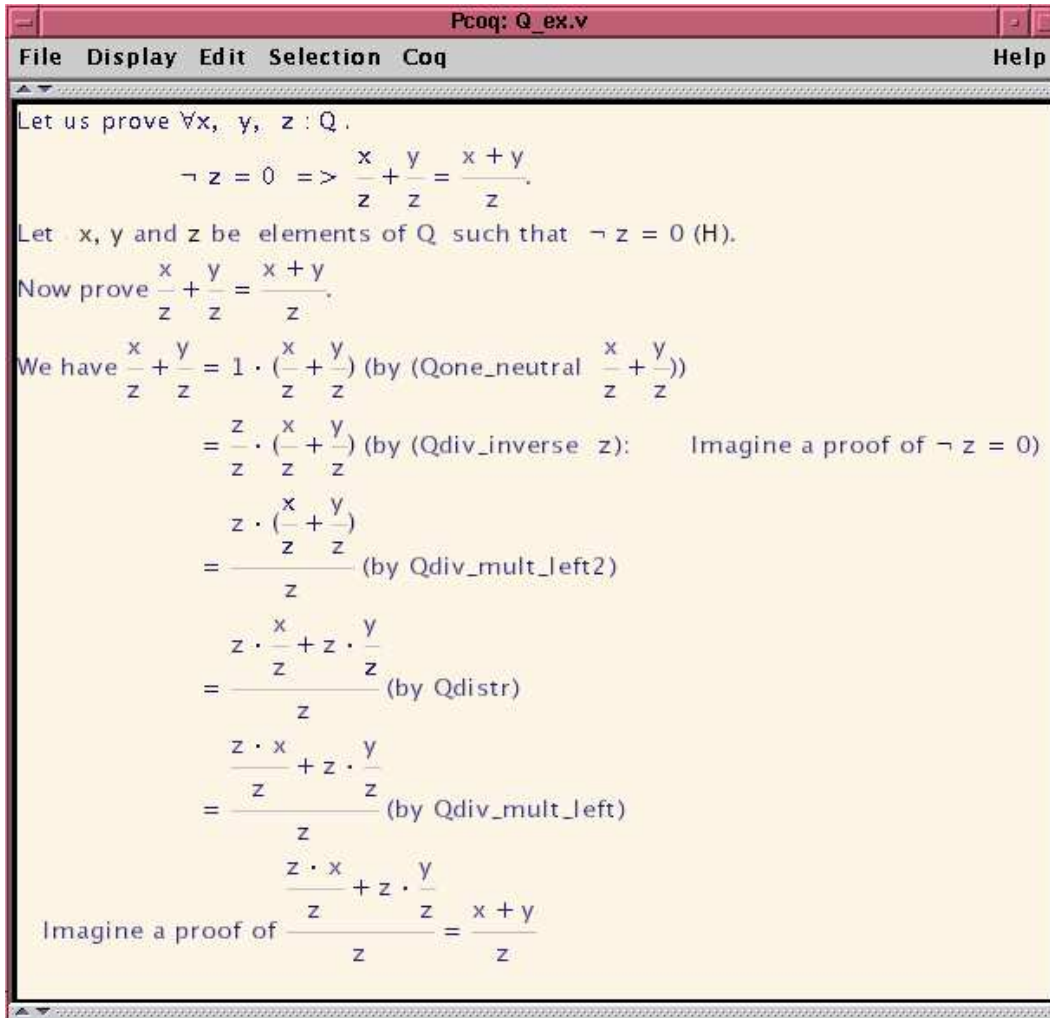 Pcoq: Q_ex.v
File Display Edit Selection Coq Help
Let us prove ∀x, y, z : Q .
¬ z = 0 => x/z + y/z = (x + y)/z.
Let x, y and z be elements of Q such that ¬ z = 0 (H).
Now prove x/z + y/z = (x + y)/z.
We have x/z + y/z = 1 · (x/z + y/z) (by (Qone_neutral x/z + y/z))
= z/z · (x/z + y/z) (by (Qdiv_inverse z): Imagine a proof of ¬ z = 0)
= (z · (x/z + y/z))/z (by Qdiv_mult_left2)
= (z · x/z + z · y/z)/z (by Qdistr)
= ((z · x)/z + z · y/z)/z (by Qdiv_mult_left)
Imagine a proof of ((z · x)/z + z · y/z)/z = (x + y)/z